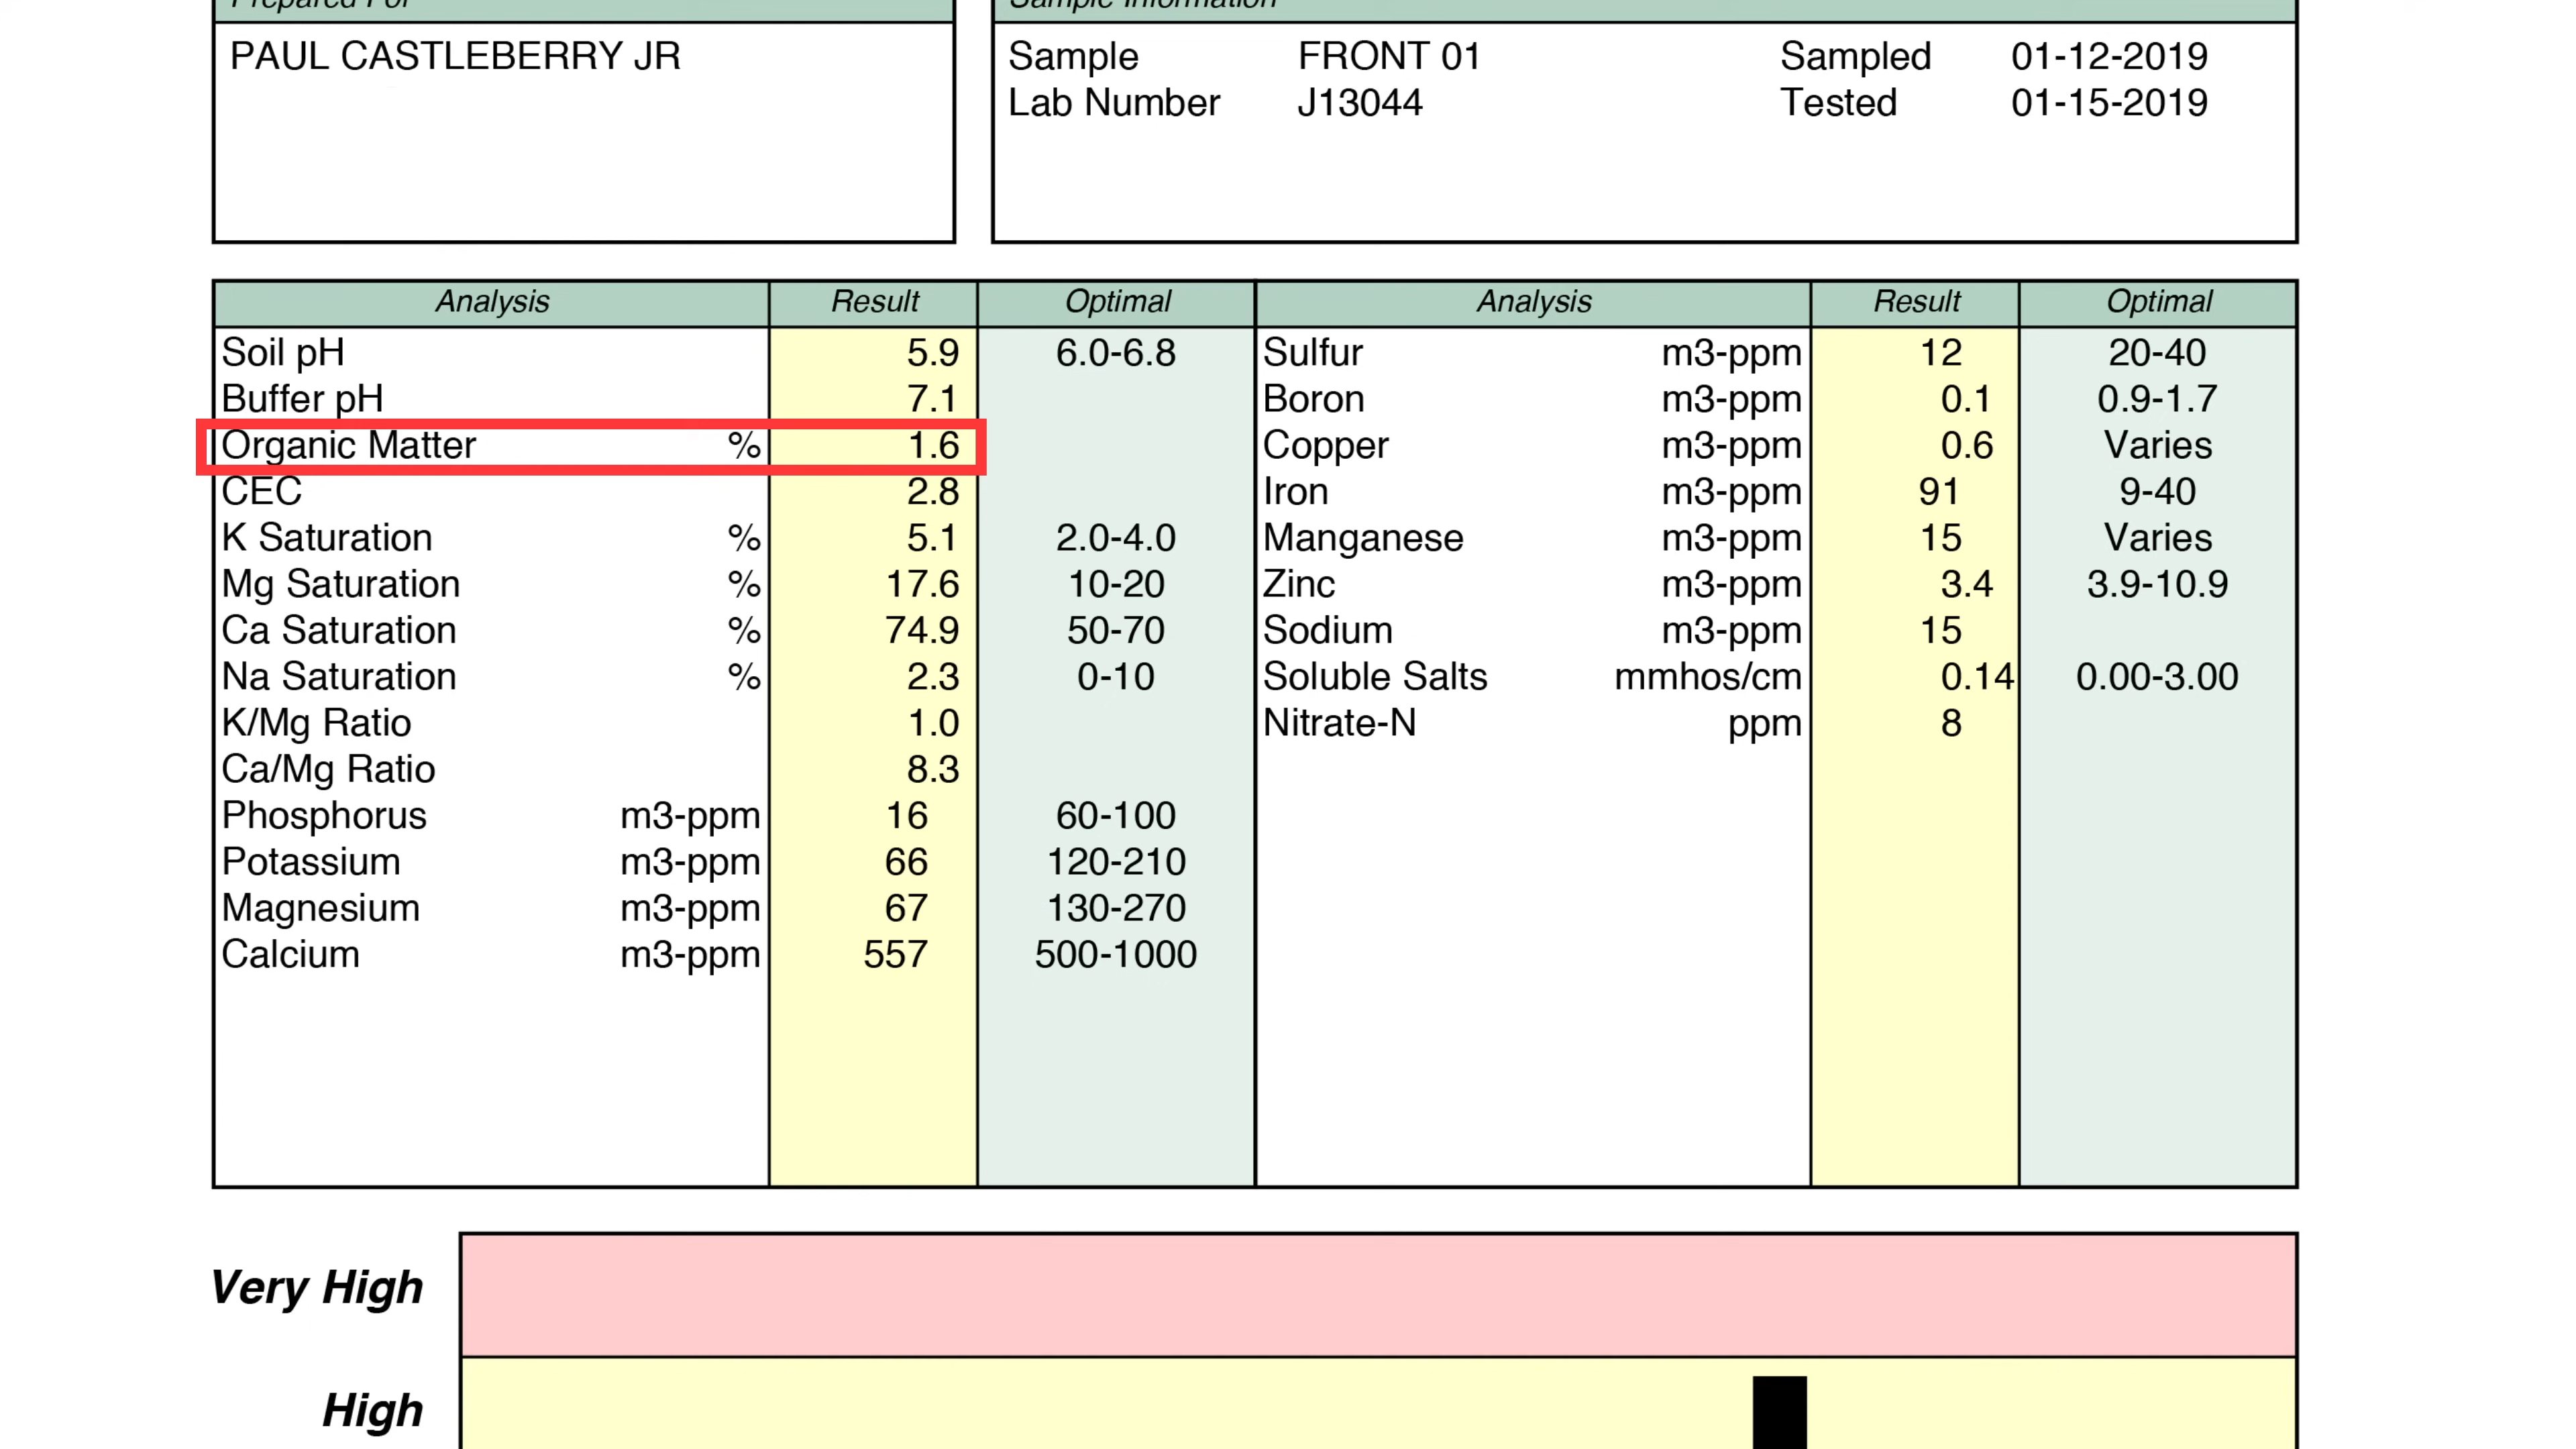 Prepared For
Sample Information
PAUL CASTLEBERRY JR
Sample FRONT 01 Sampled 01-12-2019
Lab Number J13044 Tested 01-15-2019
Analysis Result Optimal Analysis Result Optimal
Soil pH 5.9 6.0-6.8 Sulfur m3-ppm 12 20-40
Buffer pH 7.1 Boron m3-ppm 0.1 0.9-1.7
Organic Matter % 1.6 Copper m3-ppm 0.6 Varies
CEC 2.8 Iron m3-ppm 91 9-40
K Saturation % 5.1 2.0-4.0 Manganese m3-ppm 15 Varies
Mg Saturation % 17.6 10-20 Zinc m3-ppm 3.4 3.9-10.9
Ca Saturation % 74.9 50-70 Sodium m3-ppm 15
Na Saturation % 2.3 0-10 Soluble Salts mmhos/cm 0.14 0.00-3.00
K/Mg Ratio 1.0 Nitrate-N ppm 8
Ca/Mg Ratio 8.3
Phosphorus m3-ppm 16 60-100
Potassium m3-ppm 66 120-210
Magnesium m3-ppm 67 130-270
Calcium m3-ppm 557 500-1000
Very High
High